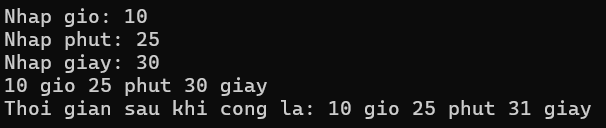 Nhap gio: 10
Nhap phut: 25
Nhap giay: 30
10 gio 25 phut 30 giay
Thoi gian sau khi cong la: 10 gio 25 phut 31 giay